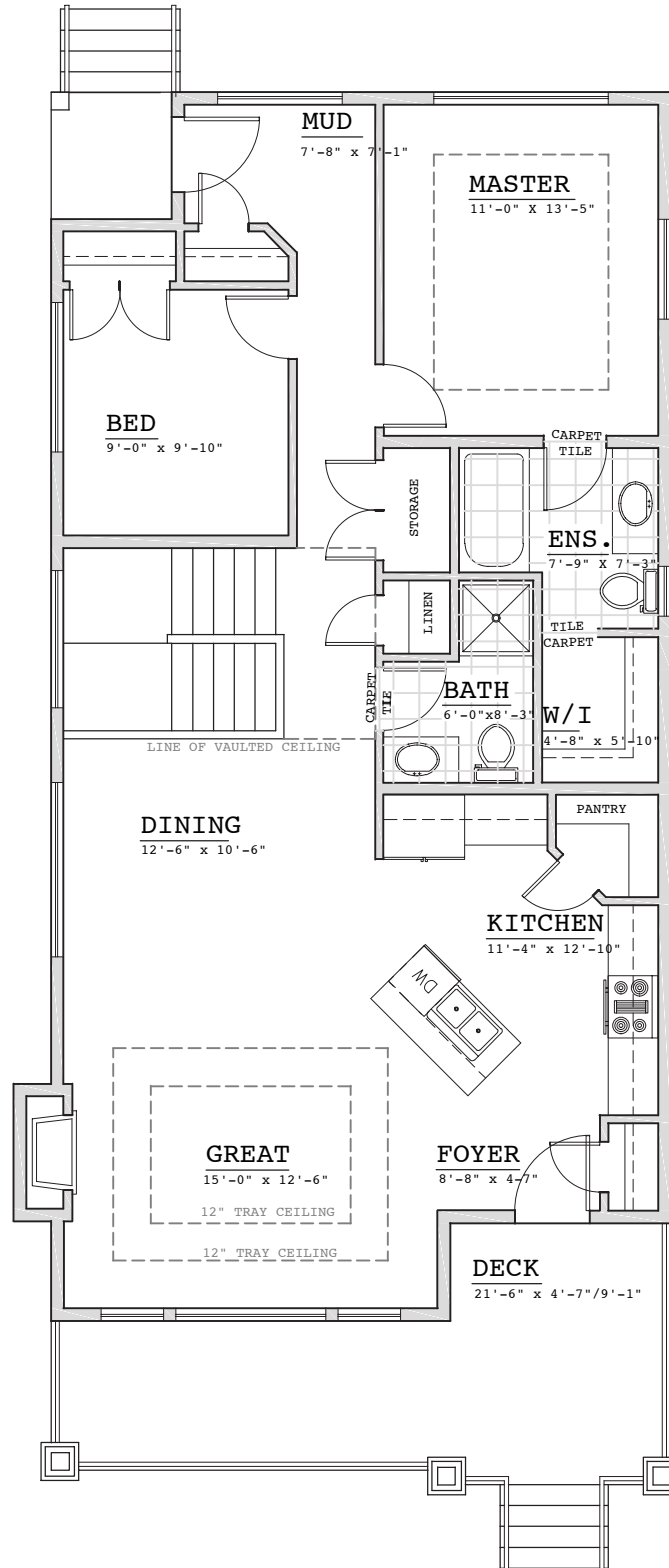 MUD
7'-8" x 7'-1"
MASTER
11'-0" X 13'-5"
BED
9'-0" x 9'-10"
CARPET
TILE
STORAGE
ENS.
7'-9" X 7'-3"
LINEN
TILE
CARPET
BATH
6'-0"x8'-3"
CARPET
TILE
W/I
4'-8" x 5'-10"
LINE OF VAULTED CEILING
PANTRY
DINING
12'-6" x 10'-6"
KITCHEN
11'-4" x 12'-10"
DW
GREAT
15'-0" x 12'-6"
12" TRAY CEILING
12" TRAY CEILING
FOYER
8'-8" x 4-7"
DECK
21'-6" x 4'-7"/9'-1"